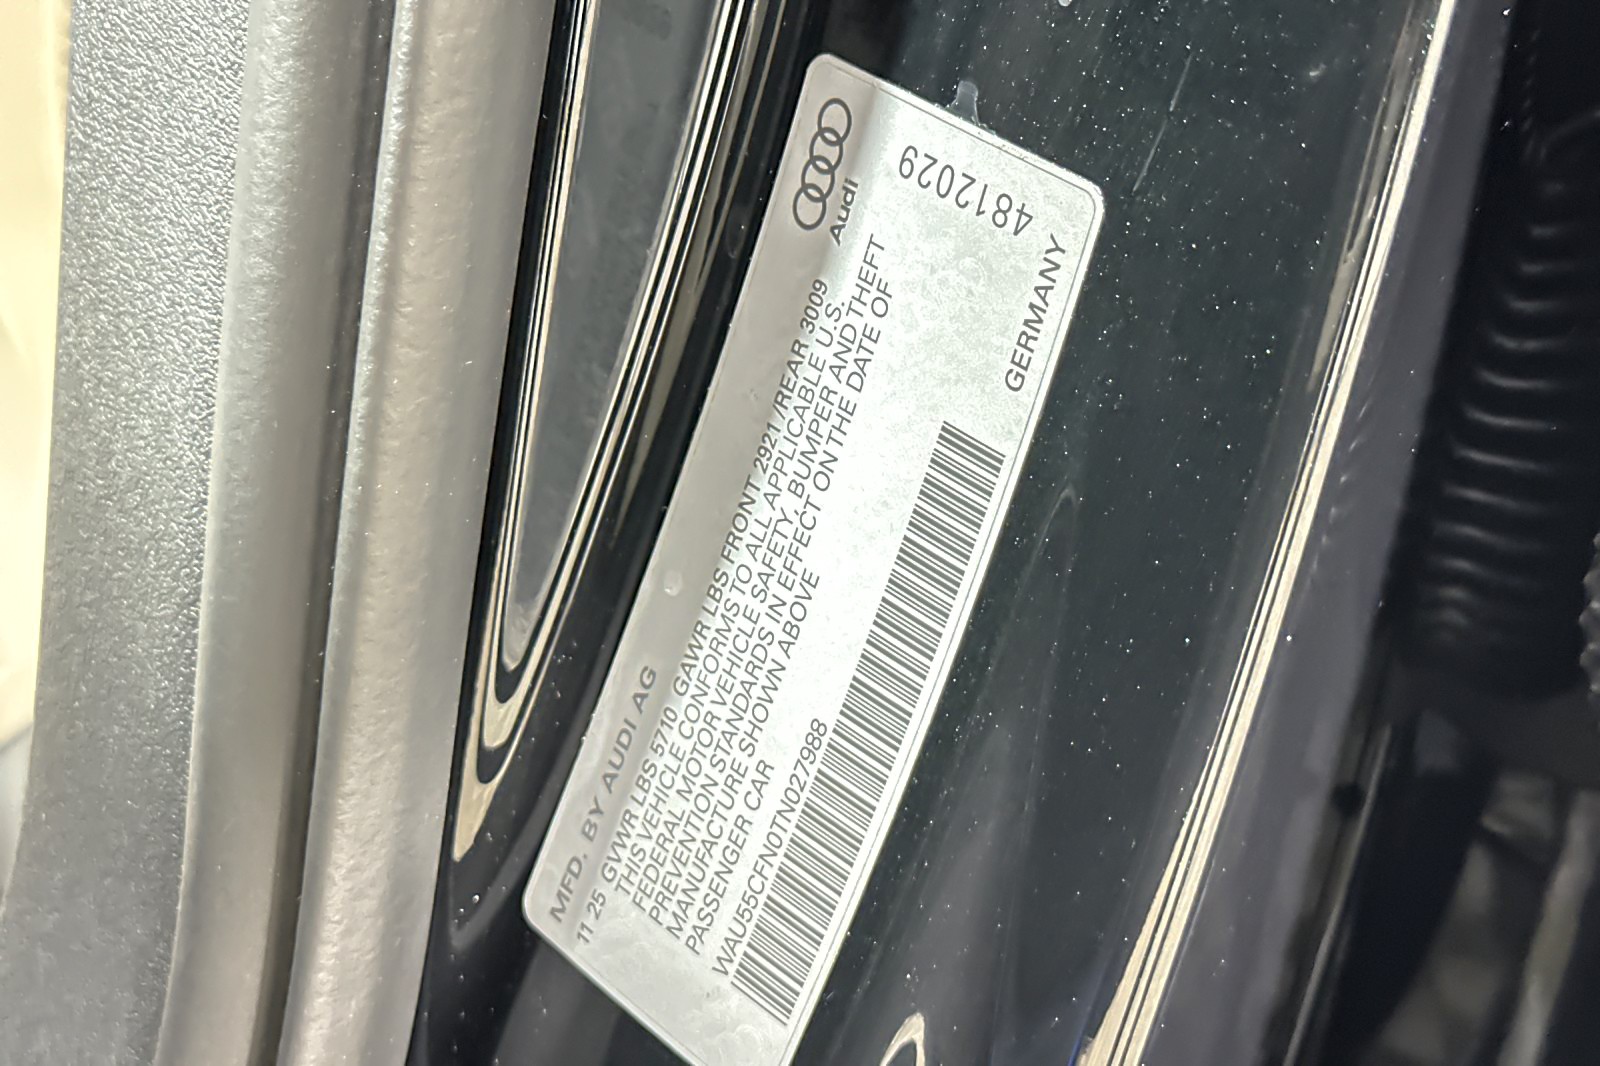 Audi
MFD. BY AUDI AG
11 25 GVWR LBS 5710 GAWR LBS FRONT 2921/REAR 3009
THIS VEHICLE CONFORMS TO ALL APPLICABLE U.S.
FEDERAL MOTOR VEHICLE SAFETY, BUMPER AND THEFT
PREVENTION STANDARDS IN EFFECT ON THE DATE OF
MANUFACTURE SHOWN ABOVE
PASSENGER CAR
WAU55CFN0TN027988
GERMANY
4812029